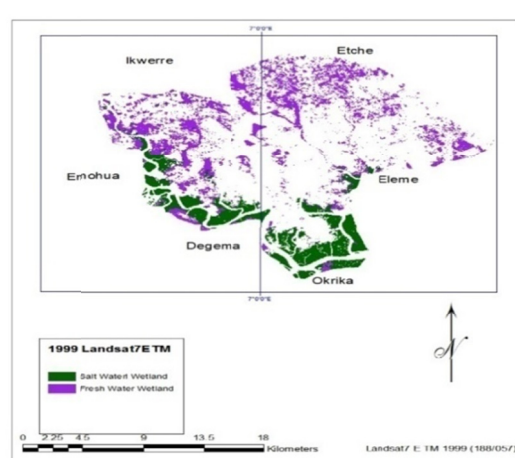 7°0'0"E
Etche
Ikwerre
Emohua
Eleme
Degema
Okrika
7°0'0"E
N
1999 Landsat7ETM
Salt Waterl Wetland
Fresh Water Wetland
0 2.25 4.5 9 13.5 18
Kilometers
Landsat7 E TM 1999 (188/057)